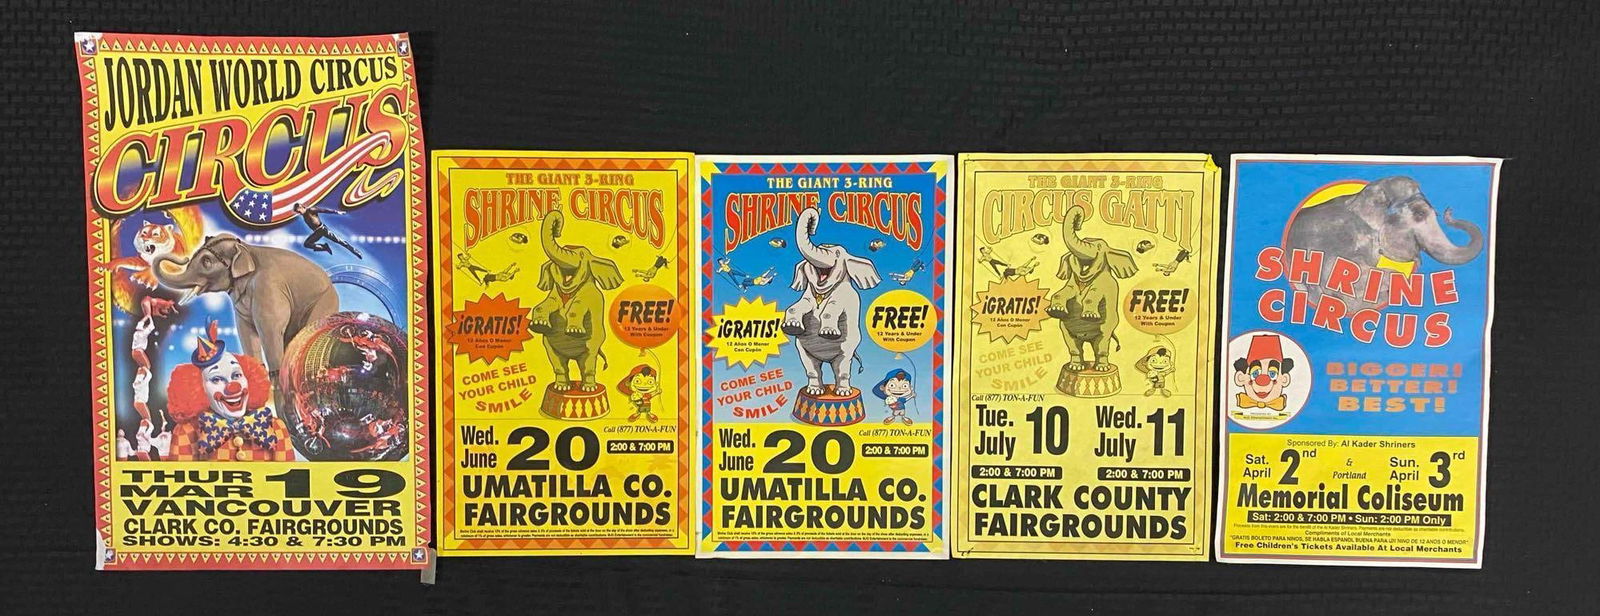 JORDAN WORLD CIRCUS
CIRCUS
THUR
MAR 19
VANCOUVER
CLARK CO. FAIRGROUNDS
SHOWS: 4:30 & 7:30 PM
THE GIANT 3-RING
SHRINE CIRCUS
¡GRATIS!
12 Años O Menor
Con Cupón
FREE!
12 Years & Under
With Coupon
COME SEE
YOUR CHILD
SMILE
Call (877) TON-A-FUN
Wed.
June 20
2:00 & 7:00 PM
UMATILLA CO.
FAIRGROUNDS
THE GIANT 3-RING
SHRINE CIRCUS
¡GRATIS!
12 Años O Menor
Con Cupón
FREE!
12 Years & Under
With Coupon
COME SEE
YOUR CHILD
SMILE
Call (877) TON-A-FUN
Wed.
June 20
2:00 & 7:00 PM
UMATILLA CO.
FAIRGROUNDS
THE GIANT 3-RING
CIRCUS GATTI
¡GRATIS!
12 Años O Menor
Con Cupón
FREE!
12 Years & Under
With Coupon
COME SEE
YOUR CHILD
SMILE
Call (877) TON-A-FUN
Tue. July 10
Wed. July 11
2:00 & 7:00 PM
2:00 & 7:00 PM
CLARK COUNTY
FAIRGROUNDS
SHRINE
CIRCUS
BIGGER!
BETTER!
BEST!
Sponsored By: Al Kader Shriners
Sat. April 2nd & Sun. April 3rd
Portland
Memorial Coliseum
Sat: 2:00 & 7:00 PM • Sun: 2:00 PM Only
Compliments of Local Merchants
Free Children's Tickets Available At Local Merchants